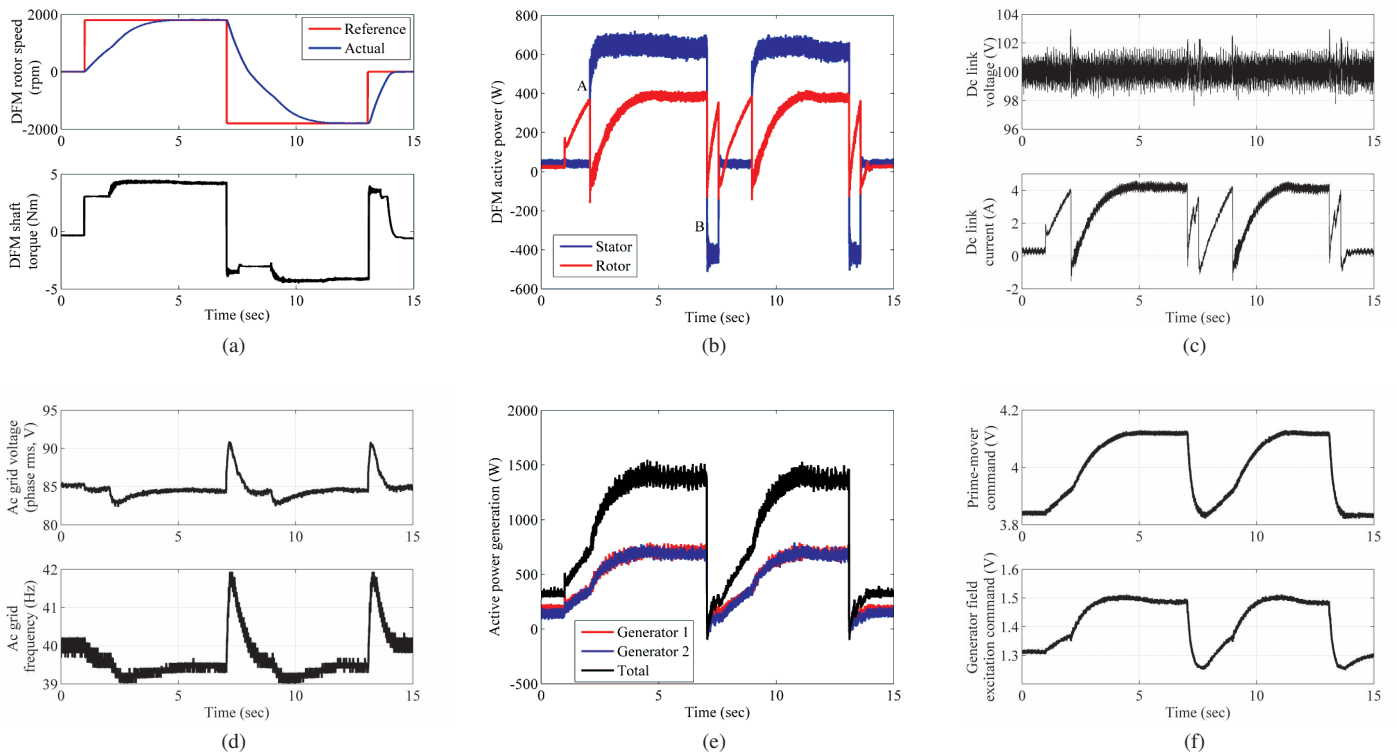 2000
0
-2000
DFM rotor speed
(rpm)
Reference
Actual
0
5
10
15
5
0
-5
DFM shaft
torque (Nm)
0
5
10
15
Time (sec)
(a)
800
600
400
200
0
-200
-400
-600
DFM active power (W)
A
B
Stator
Rotor
0
5
10
15
Time (sec)
(b)
104
102
100
98
96
Dc link
voltage (V)
0
5
10
15
4
2
0
-2
Dc link
current (A)
0
5
10
15
Time (sec)
(c)
95
90
85
80
Ac grid voltage
(phase rms, V)
0
5
10
15
42
41
40
39
Ac grid
frequency (Hz)
0
5
10
15
Time (sec)
(d)
2000
1500
1000
500
0
-500
Active power generation (W)
Generator 1
Generator 2
Total
0
5
10
15
Time (sec)
(e)
4.2
4
3.8
Prime-mover
command (V)
0
5
10
15
1.6
1.5
1.4
1.3
1.2
Generator field
excitation command (V)
0
5
10
15
Time (sec)
(f)